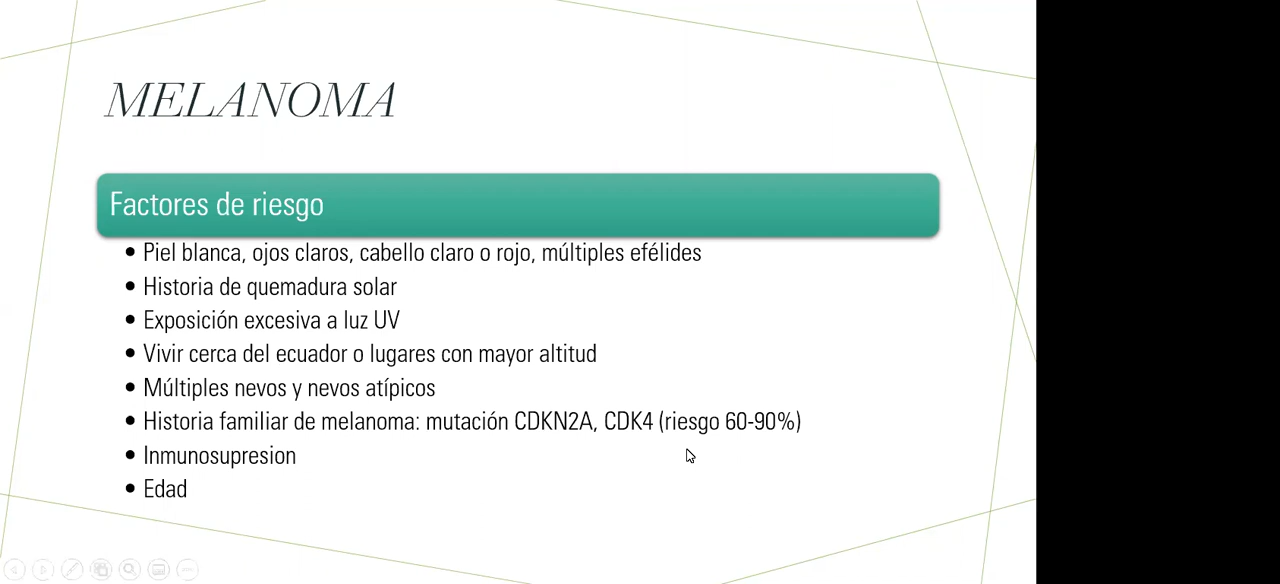 MELANOMA
Factores de riesgo
• Piel blanca, ojos claros, cabello claro o rojo, múltiples efélides
• Historia de quemadura solar
• Exposición excesiva a luz UV
• Vivir cerca del ecuador o lugares con mayor altitud
• Múltiples nevos y nevos atípicos
• Historia familiar de melanoma: mutación CDKN2A, CDK4 (riesgo 60-90%)
• Inmunosupresion
• Edad